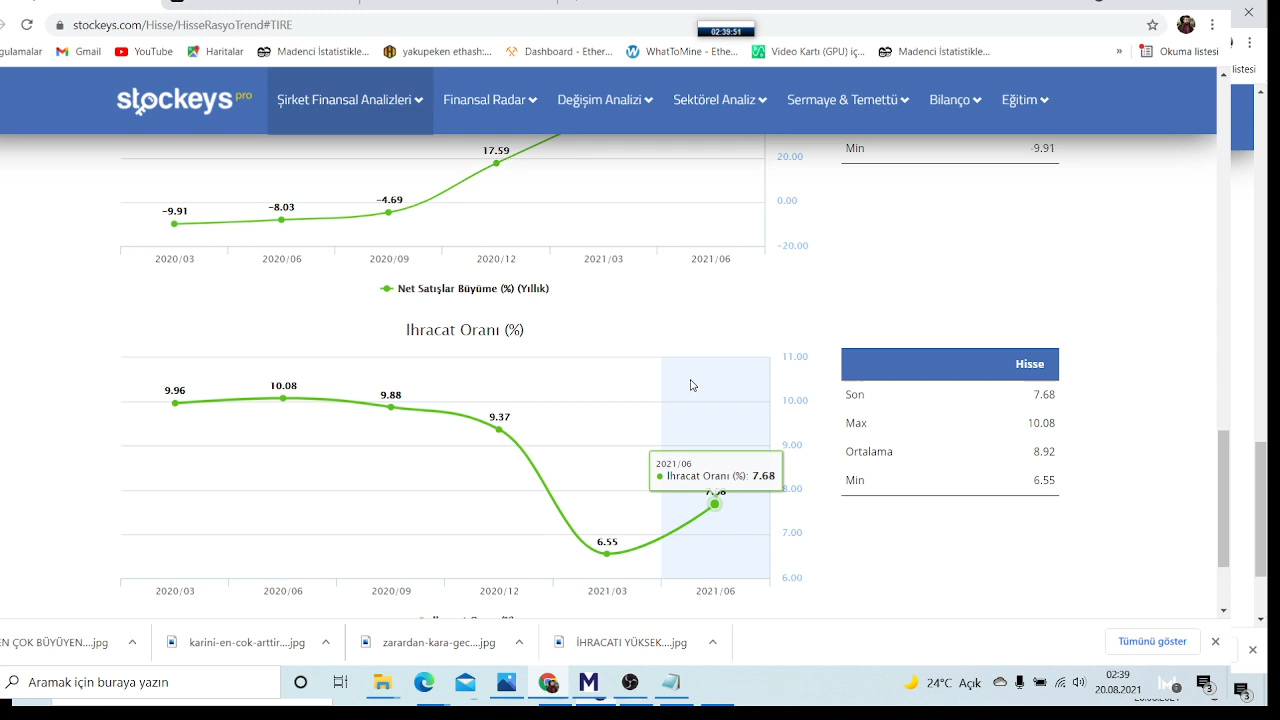 stockeys.com/Hisse/HisseRasyoTrend#TIRE
02:39:51
gulamalar Gmail YouTube Haritalar Madenci İstatistikle... yakupeken ethash:... Dashboard - Ether... WhatToMine - Ethe... Video Kartı (GPU) iç... Madenci İstatistikle... » Okuma listesi
listesi
stockeys pro Şirket Finansal Analizleri Finansal Radar Değişim Analizi Sektörel Analiz Sermaye & Temettü Bilanço Eğitim
Min -9.91
17.59
20.00
-9.91 -8.03 -4.69
0.00
-20.00
2020/03 2020/06 2020/09 2020/12 2021/03 2021/06
Net Satışlar Büyüme (%) (Yıllık)
İhracat Oranı (%)
Hisse
Son 7.68
Max 10.08
Ortalama 8.92
Min 6.55
11.00
10.00
9.00
8.00
7.00
6.00
9.96 10.08 9.88 9.37 6.55
2021/06
İhracat Oranı (%): 7.68
2020/03 2020/06 2020/09 2020/12 2021/03 2021/06
EN ÇOK BÜYÜYEN....jpg karini-en-cok-arttir....jpg zarardan-kara-gec....jpg İHRACATI YÜKSEK....jpg Tümünü göster
Aramak için buraya yazın
24°C Açık
02:39
20.08.2021
3
3